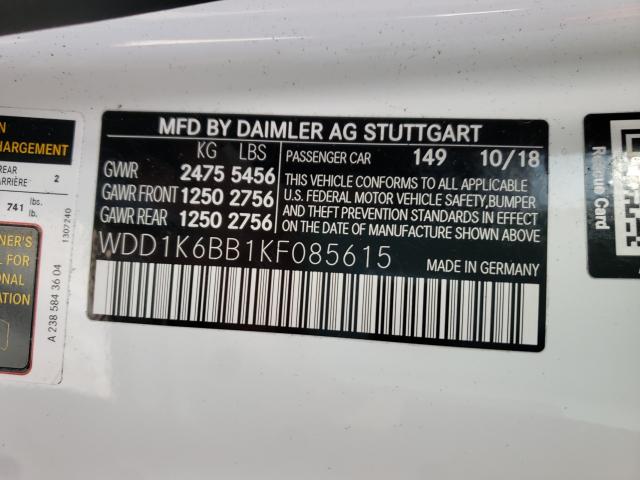 MFD BY DAIMLER AG STUTTGART
KG LBS
GVWR 2475 5456
GAWR FRONT 1250 2756
GAWR REAR 1250 2756
PASSENGER CAR 149 10/18
THIS VEHICLE CONFORMS TO ALL APPLICABLE
U.S. FEDERAL MOTOR VEHICLE SAFETY,BUMPER
AND THEFT PREVENTION STANDARDS IN EFFECT
ON THE DATE OF MANUFACTURE SHOWN ABOVE.
WDD1K6BB1KF085615
MADE IN GERMANY
CHARGEMENT
REAR
ARRIÈRE 2
741 lbs.
lb.
1307240
NER'S
L FOR
ONAL
ATION
A 238 584 36 04
Rescue Card